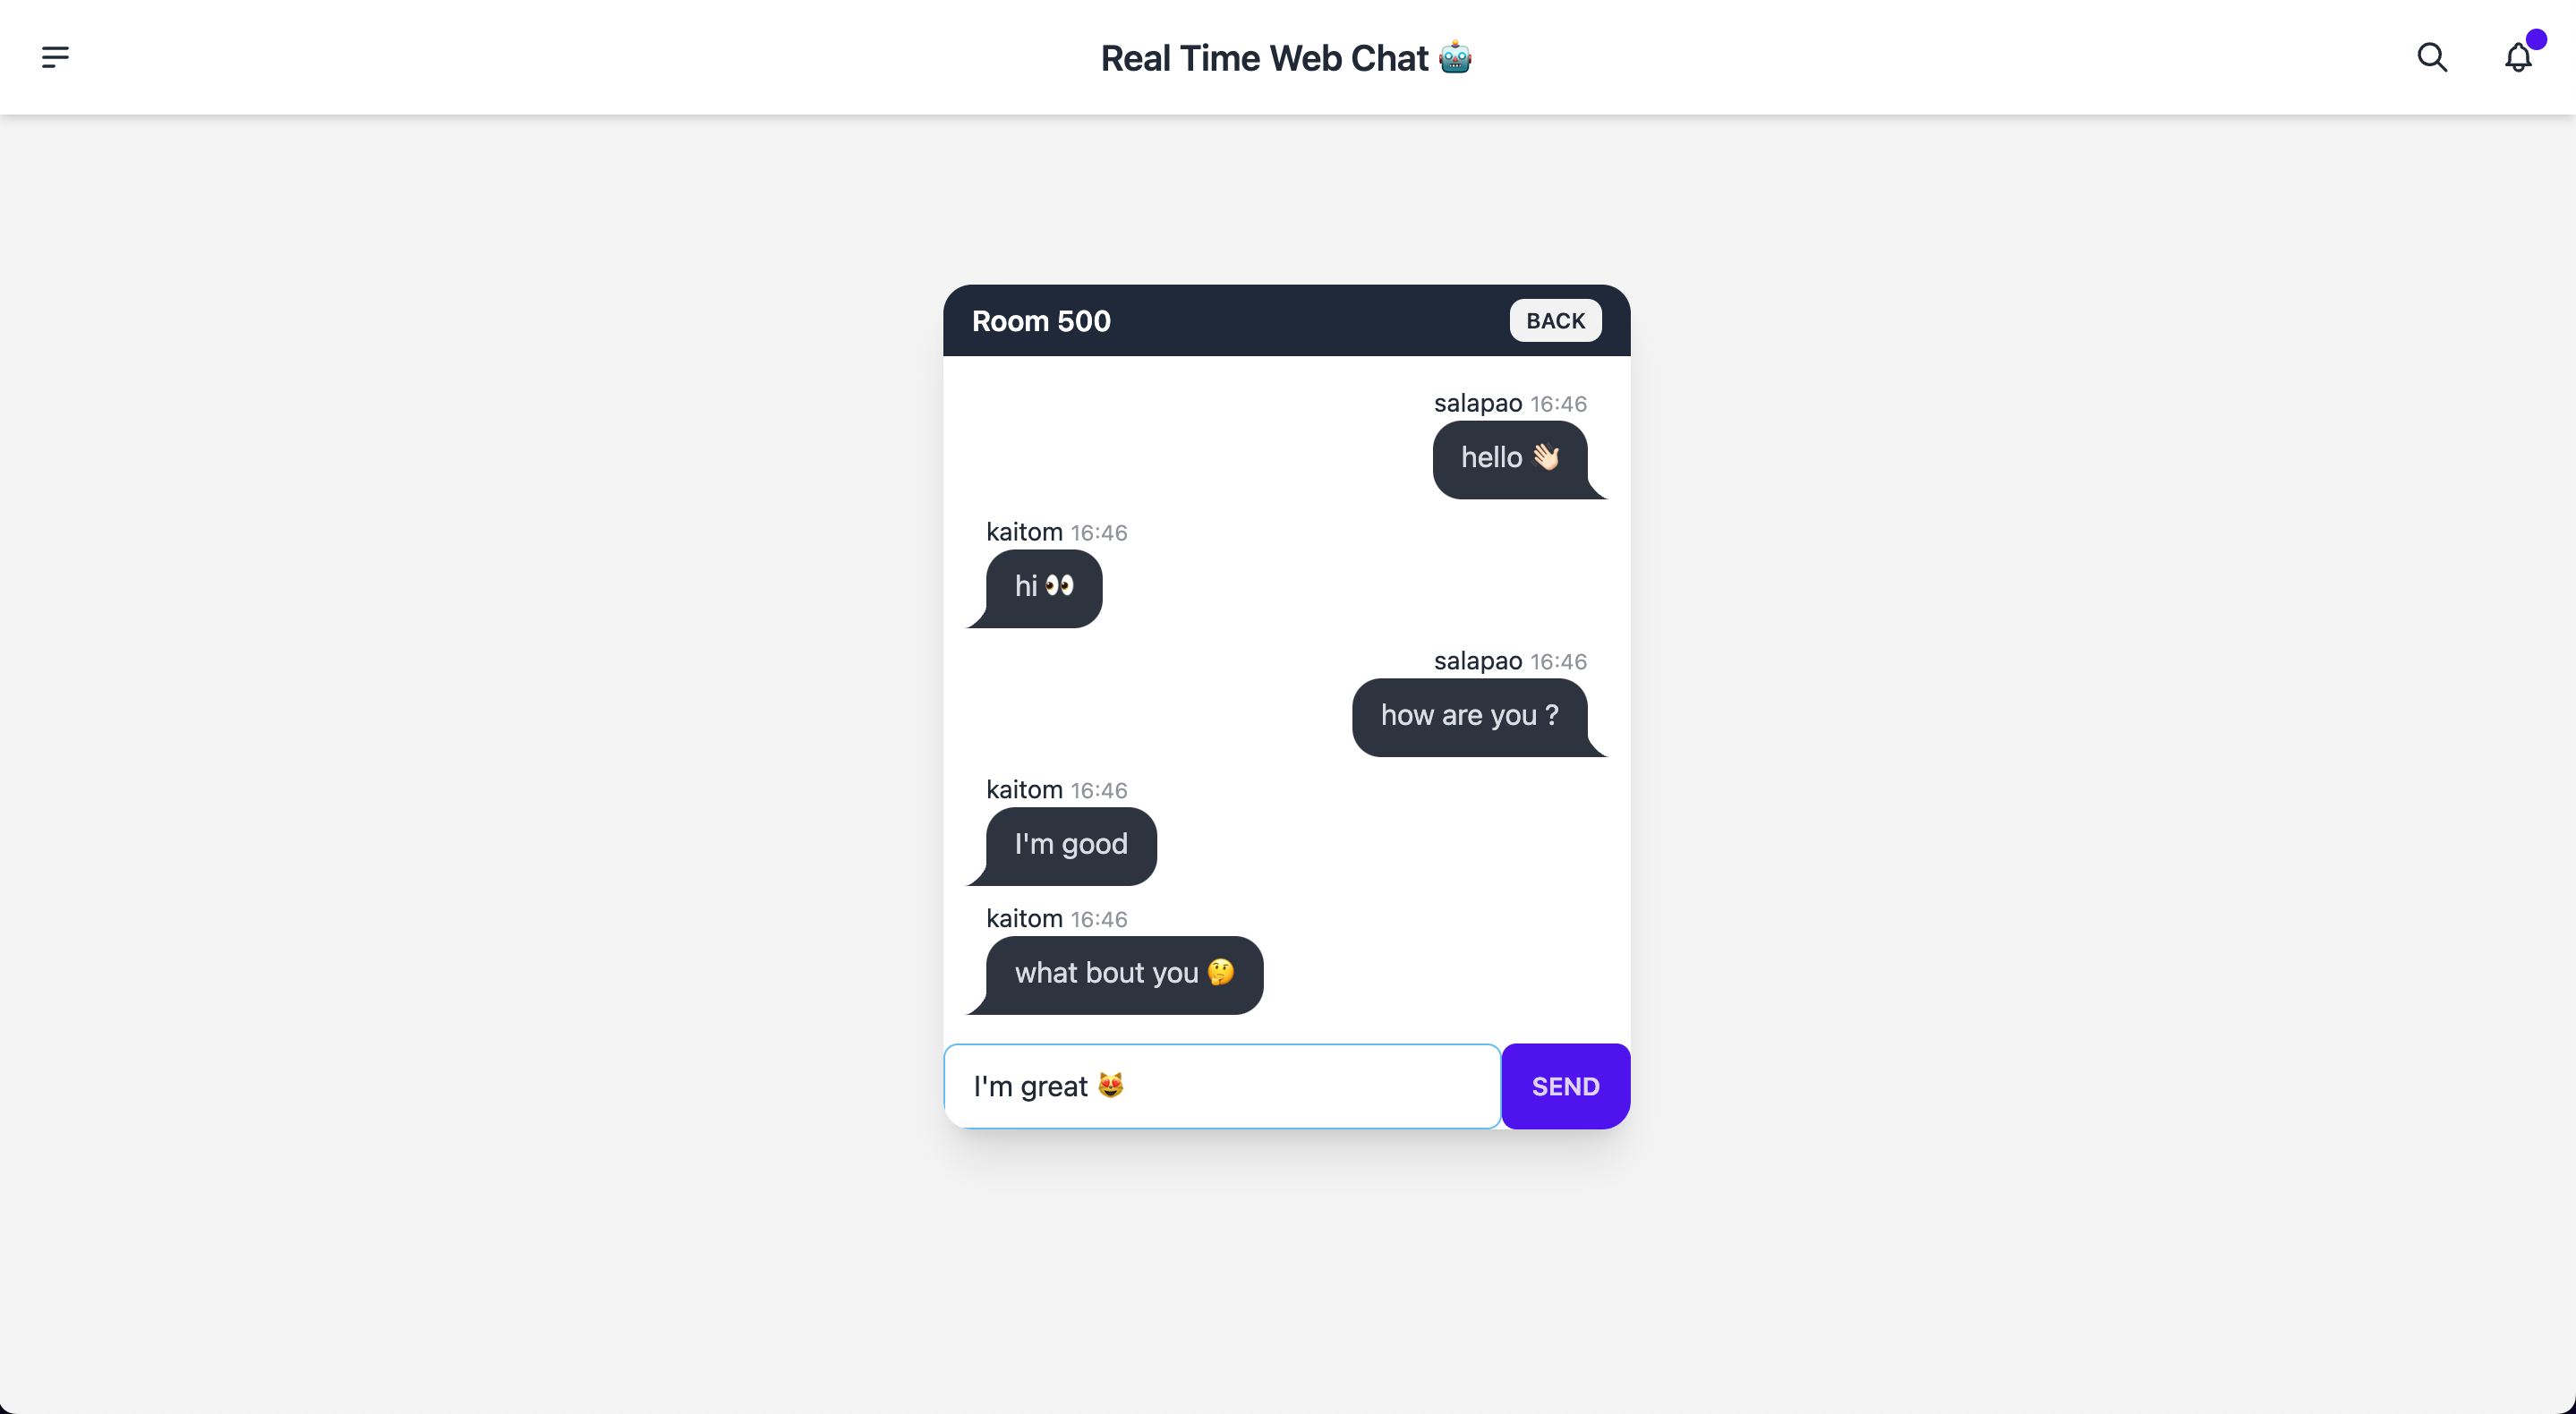 Real Time Web Chat 🤖
Room 500
BACK
salapao 16:46
hello 👋🏻
kaitom 16:46
hi 👀
salapao 16:46
how are you ?
kaitom 16:46
I'm good
kaitom 16:46
what bout you 🤔
I'm great 😻
SEND